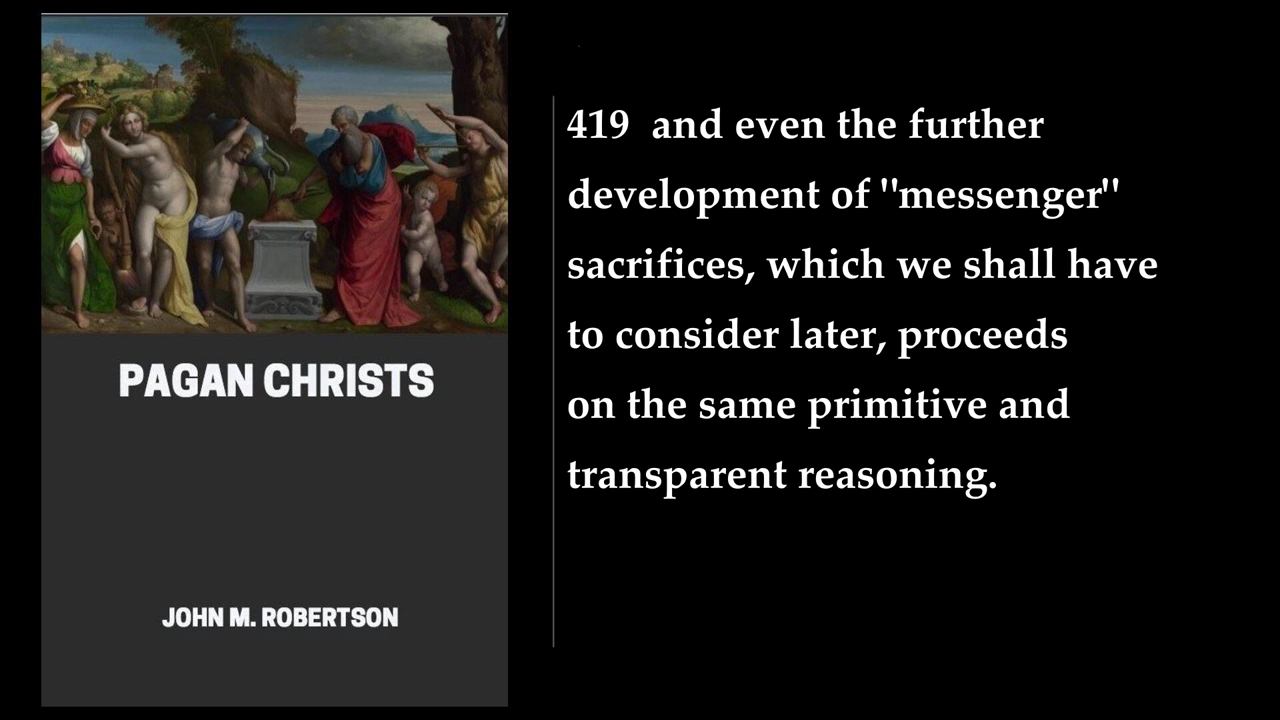 PAGAN CHRISTS
JOHN M. ROBERTSON
419  and even the further
development of "messenger"
sacrifices, which we shall have
to consider later, proceeds
on the same primitive and
transparent reasoning.